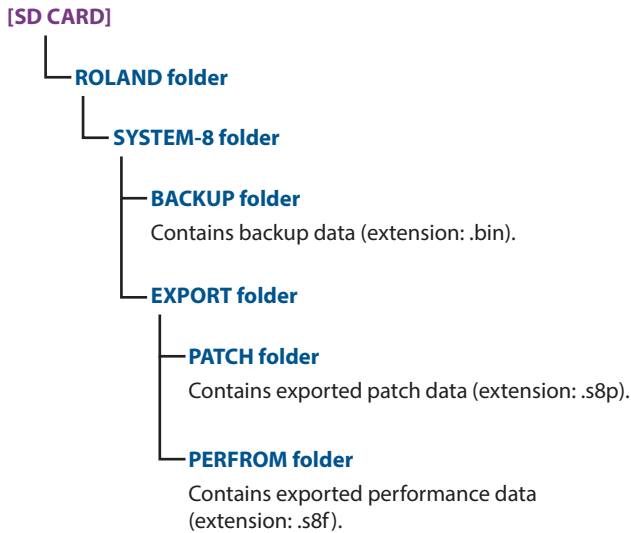 [SD CARD]
ROLAND folder
SYSTEM-8 folder
BACKUP folder
Contains backup data (extension: .bin).
EXPORT folder
PATCH folder
Contains exported patch data (extension: .s8p).
PERFROM folder
Contains exported performance data
(extension: .s8f).